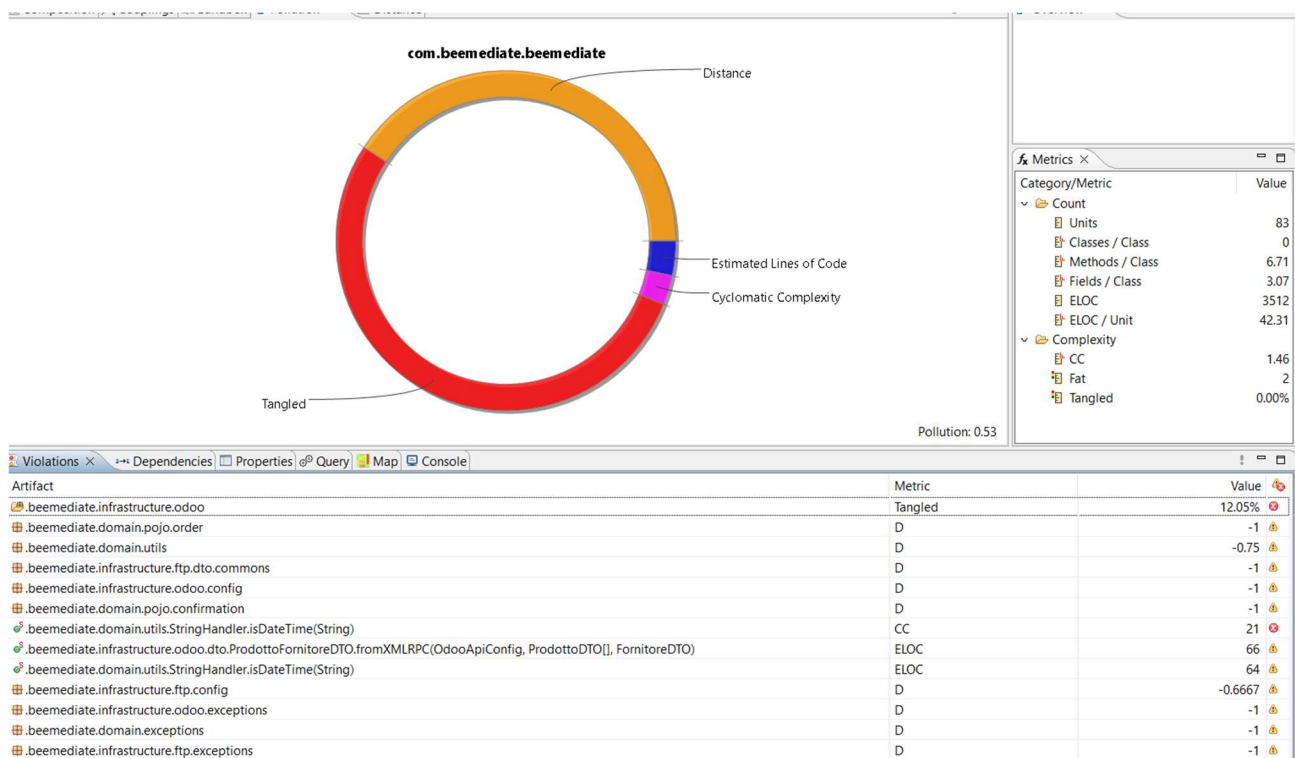 com.beemediate.beemediate
Distance
Estimated Lines of Code
Cyclomatic Complexity
Tangled
Pollution: 0.53
Metrics
Category/Metric Value
Count
Units 83
Classes / Class 0
Methods / Class 6.71
Fields / Class 3.07
ELOC 3512
ELOC / Unit 42.31
Complexity
CC 1.46
Fat 2
Tangled 0.00%
Violations Dependencies Properties Query Map Console
Artifact Metric Value
.beemediate.infrastructure.odoo Tangled 12.05%
.beemediate.domain.pojo.order D -1
.beemediate.domain.utils D -0.75
.beemediate.infrastructure.ftp.dto.commons D -1
.beemediate.infrastructure.odoo.config D -1
.beemediate.domain.pojo.confirmation D -1
.beemediate.domain.utils.StringHandler.isDateTime(String) CC 21
.beemediate.infrastructure.odoo.dto.ProdottoFornitoreDTO.fromXMLRPC(OdooApiConfig, ProdottoDTO[], FornitoreDTO) ELOC 66
.beemediate.domain.utils.StringHandler.isDateTime(String) ELOC 64
.beemediate.infrastructure.ftp.config D -0.6667
.beemediate.infrastructure.odoo.exceptions D -1
.beemediate.domain.exceptions D -1
.beemediate.infrastructure.ftp.exceptions D -1